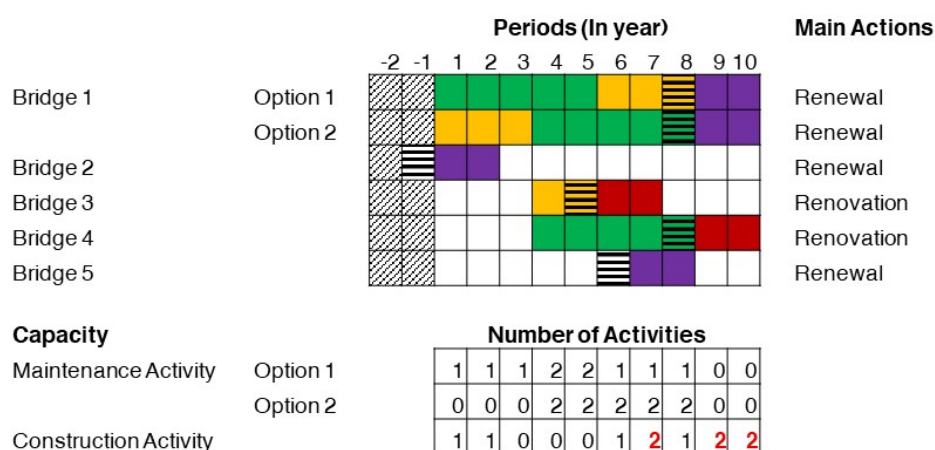 Periods (In year) Main Actions
-2 -1 1 2 3 4 5 6 7 8 9 10
Bridge 1 Option 1 Renewal
Option 2 Renewal
Bridge 2 Renewal
Bridge 3 Renovation
Bridge 4 Renovation
Bridge 5 Renewal
Capacity Number of Activities
Maintenance Activity Option 1 1 1 1 2 2 1 1 1 0 0
Option 2 0 0 0 2 2 2 2 2 0 0
Construction Activity 1 1 0 0 0 1 2 1 2 2